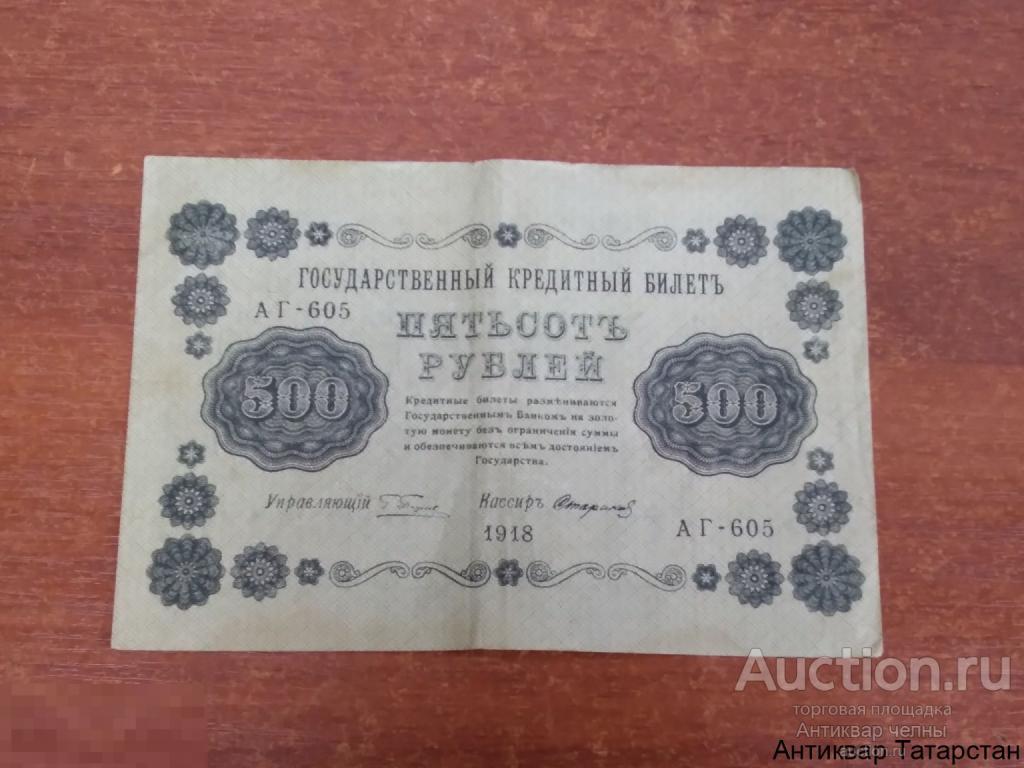 ГОСУДАРСТВЕННЫЙ КРЕДИТНЫЙ БИЛЕТЪ
АГ-605
ПЯТЬСОТЪ
РУБЛЕЙ
500
500
Кредитные билеты размѣниваются
Государственнымъ Банкомъ на золо-
тую монету безъ ограниченія суммы
и обезпечиваются всѣмъ достояніемъ
Государства.
Управляющій
Кассиръ
1918
АГ-605
Auction.ru
торговая площадка
Антиквар челны
auction.ru
Антиквар Татарстан